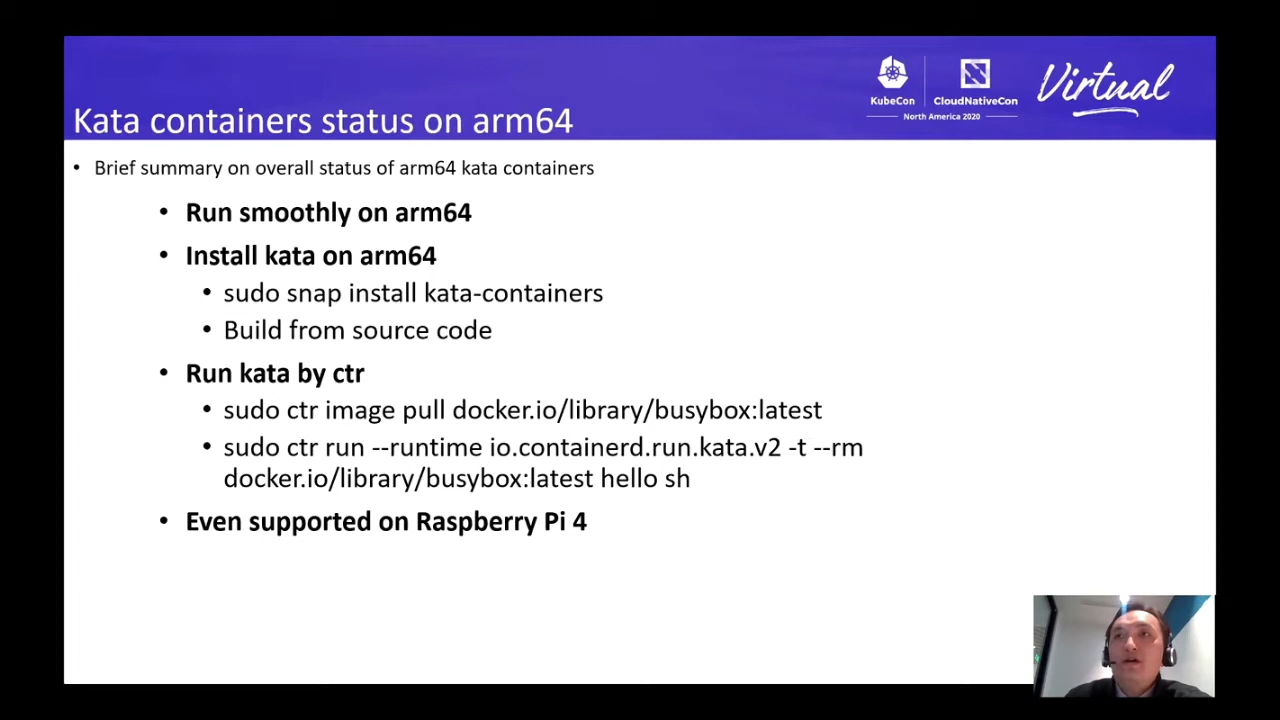 KubeCon
CloudNativeCon
North America 2020
Virtual
Kata containers status on arm64
• Brief summary on overall status of arm64 kata containers
• Run smoothly on arm64
• Install kata on arm64
• sudo snap install kata-containers
• Build from source code
• Run kata by ctr
• sudo ctr image pull docker.io/library/busybox:latest
• sudo ctr run --runtime io.containerd.run.kata.v2 -t --rm
docker.io/library/busybox:latest hello sh
• Even supported on Raspberry Pi 4